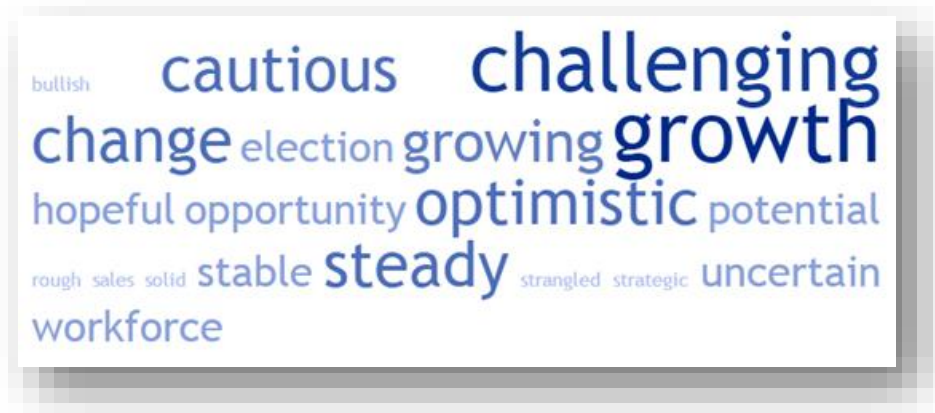 bullish cautious challenging
change election growing growth
hopeful opportunity optimistic potential
rough sales solid stable steady strangled strategic uncertain
workforce